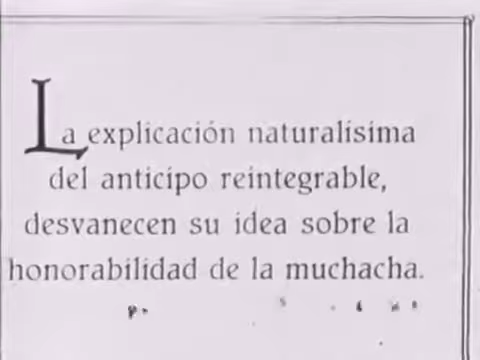 La explicación naturalísima
del anticipo reintegrable,
desvanecen su idea sobre la
honorabilidad de la muchacha.